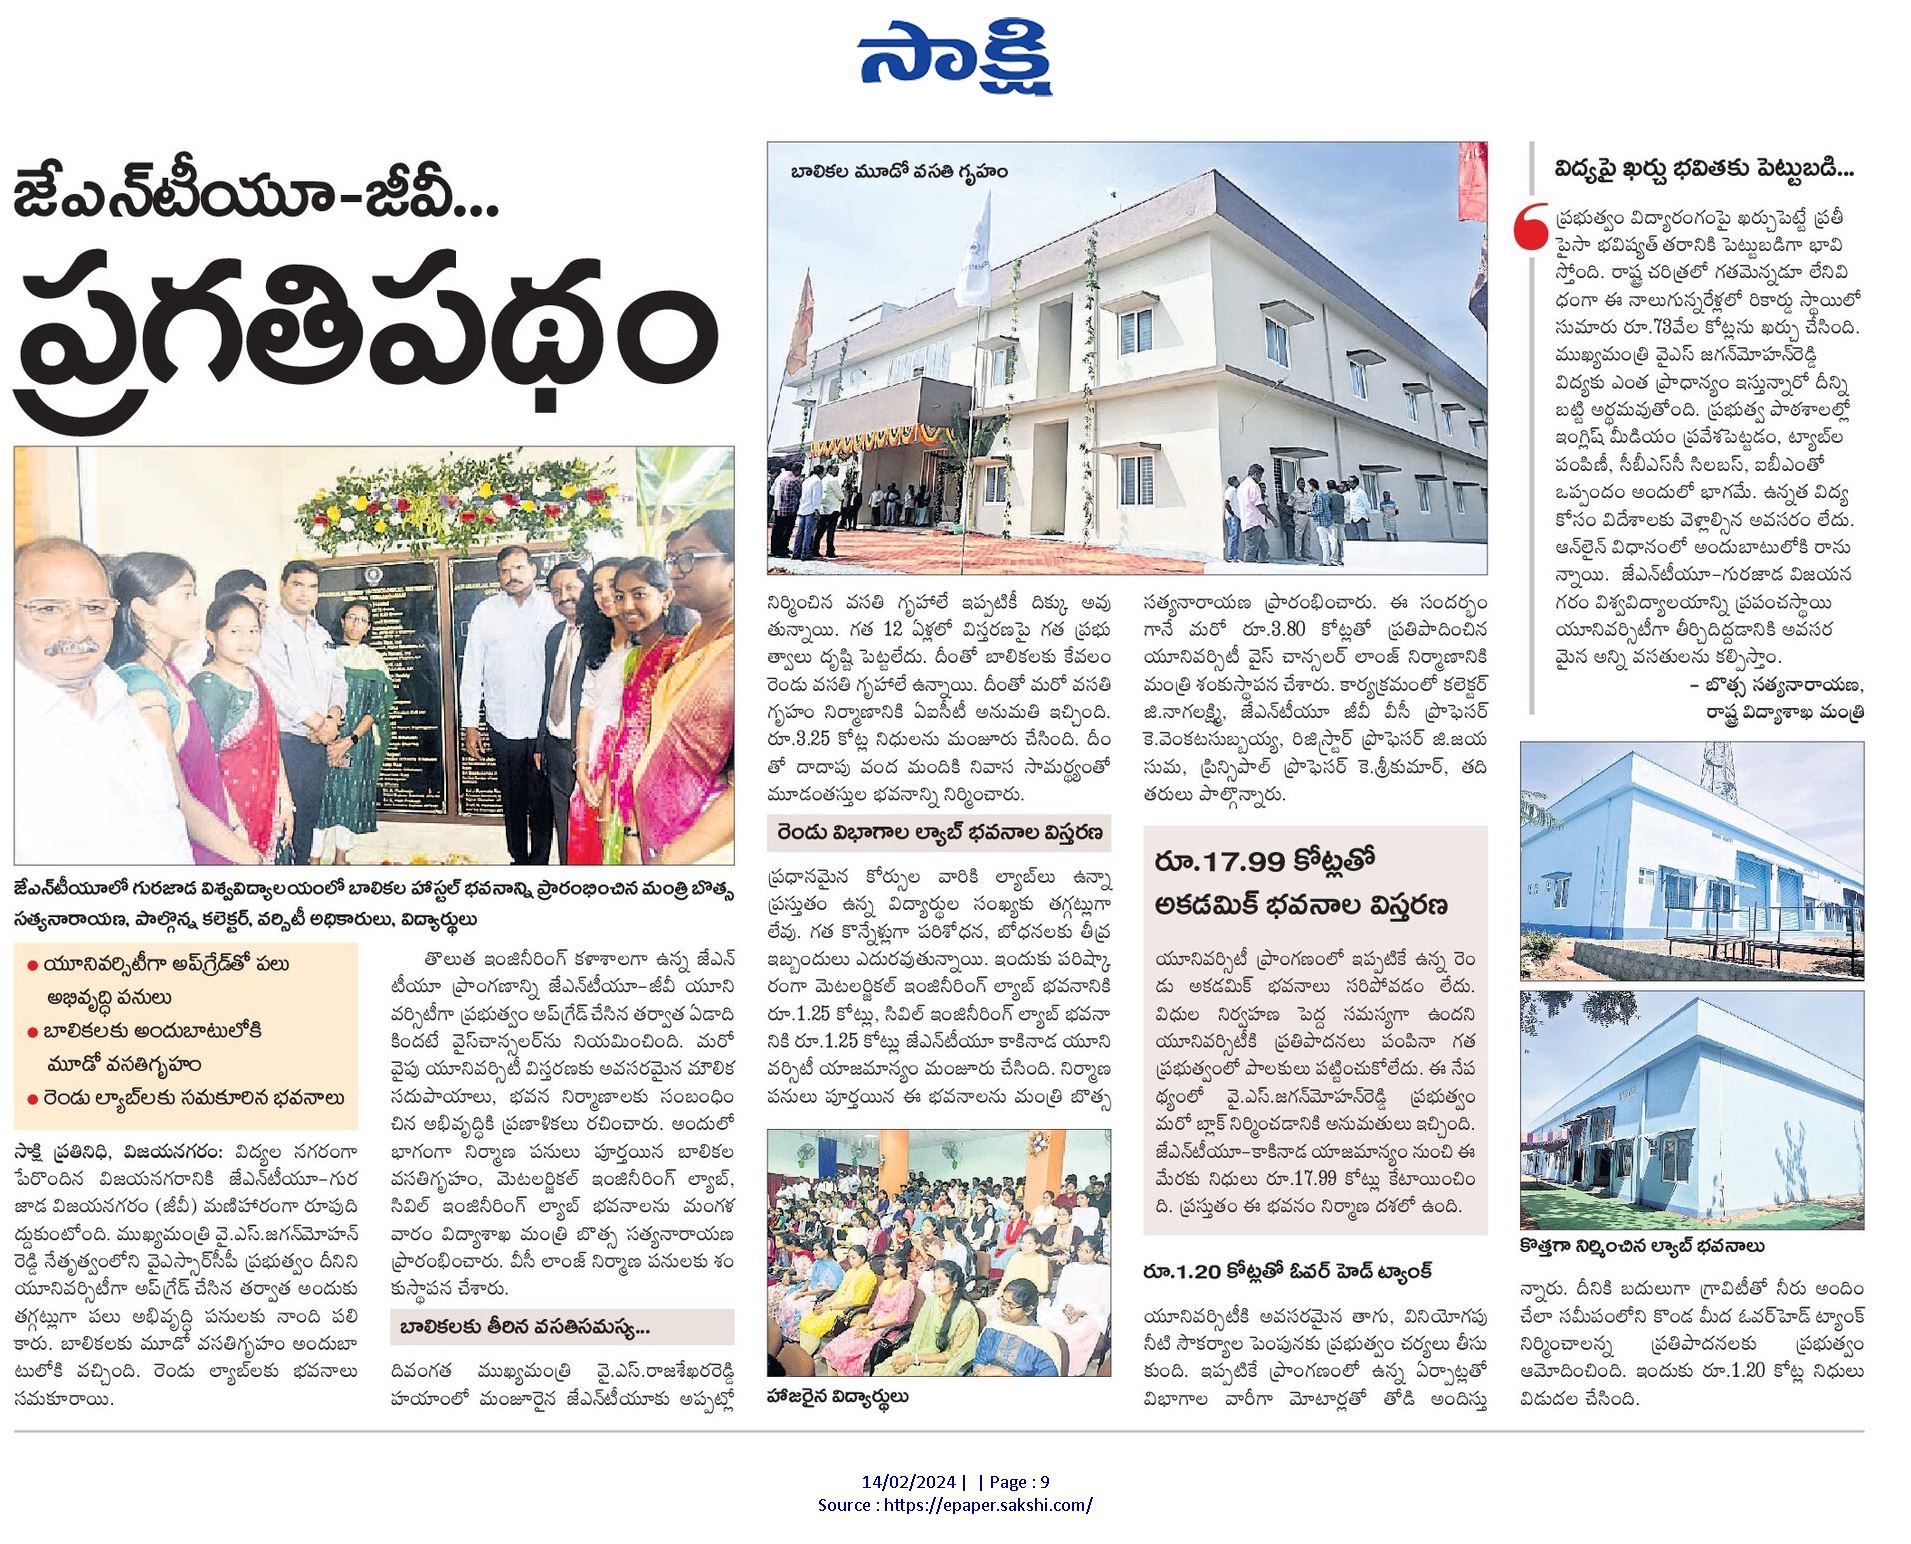 సాక్షి
జేఎన్‌టీయూ-జీవీ...
ప్రగతిపథం
జేఎన్‌టీయూలో గురజాడ విశ్వవిద్యాలయంలో బాలికల హాస్టల్ భవనాన్ని ప్రారంభించిన మంత్రి బొత్స
సత్యనారాయణ, పాల్గొన్న కలెక్టర్, వర్సిటీ అధికారులు, విద్యార్థులు
● యూనివర్సిటీగా అప్‌గ్రేడ్‌తో పలు
అభివృద్ధి పనులు
● బాలికలకు అందుబాటులోకి
మూడో వసతిగృహం
● రెండు ల్యాబ్‌లకు సమకూరిన భవనాలు
సాక్షి ప్రతినిధి, విజయనగరం: విద్యల నగరంగా
పేరొందిన విజయనగరానికి జేఎన్‌టీయూ-గుర
జాడ విజయనగరం (జీవీ) మణిహారంగా రూపుది
ద్దుకుంటోంది. ముఖ్యమంత్రి వై.ఎస్.జగన్‌మోహన్
రెడ్డి నేతృత్వంలోని వైఎస్సార్‌సీపీ ప్రభుత్వం దీనిని
యూనివర్సిటీగా అప్‌గ్రేడ్ చేసిన తర్వాత అందుకు
తగ్గట్లుగా పలు అభివృద్ధి పనులకు నాంది పలి
కారు. బాలికలకు మూడో వసతిగృహం అందుబా
టులోకి వచ్చింది. రెండు ల్యాబ్‌లకు భవనాలు
సమకూరాయి.
తొలుత ఇంజినీరింగ్ కళాశాలగా ఉన్న జేఎన్
టీయూ ప్రాంగణాన్ని జేఎన్‌టీయూ-జీవీ యూని
వర్సిటీగా ప్రభుత్వం అప్‌గ్రేడ్ చేసిన తర్వాత ఏడాది
కిందటే వైస్‌చాన్సలర్‌ను నియమించింది. మరో
వైపు యూనివర్సిటీ విస్తరణకు అవసరమైన మౌలిక
సదుపాయాలు, భవన నిర్మాణాలకు సంబంధిం
చిన అభివృద్ధికి ప్రణాళికలు రచించారు. అందులో
భాగంగా నిర్మాణ పనులు పూర్తయిన బాలికల
వసతిగృహం, మెటలర్జికల్ ఇంజినీరింగ్ ల్యాబ్,
సివిల్ ఇంజినీరింగ్ ల్యాబ్ భవనాలను మంగళ
వారం విద్యాశాఖ మంత్రి బొత్స సత్యనారాయణ
ప్రారంభించారు. వీసీ లాంజ్ నిర్మాణ పనులకు శం
కుస్థాపన చేశారు.
బాలికలకు తీరిన వసతిసమస్య...
దివంగత ముఖ్యమంత్రి వై.ఎస్.రాజశేఖరరెడ్డి
హయాంలో మంజూరైన జేఎన్‌టీయూకు అప్పట్లో
బాలికల మూడో వసతి గృహం
నిర్మించిన వసతి గృహాలే ఇప్పటికీ దిక్కు అవు
తున్నాయి. గత 12 ఏళ్లలో విస్తరణపై గత ప్రభు
త్వాలు దృష్టి పెట్టలేదు. దీంతో బాలికలకు కేవలం
రెండు వసతి గృహాలే ఉన్నాయి. దీంతో మరో వసతి
గృహం నిర్మాణానికి ఏఐసీటీ అనుమతి ఇచ్చింది.
రూ.3.25 కోట్ల నిధులను మంజూరు చేసింది. దీం
తో దాదాపు వంద మందికి నివాస సామర్థ్యంతో
మూడంతస్తుల భవనాన్ని నిర్మించారు.
రెండు విభాగాల ల్యాబ్ భవనాల విస్తరణ
ప్రధానమైన కోర్సుల వారికి ల్యాబ్‌లు ఉన్నా
ప్రస్తుతం ఉన్న విద్యార్థుల సంఖ్యకు తగ్గట్లుగా
లేవు. గత కొన్నేళ్లుగా పరిశోధన, బోధనలకు తీవ్ర
ఇబ్బందులు ఎదురవుతున్నాయి. ఇందుకు పరిష్కా
రంగా మెటలర్జికల్ ఇంజినీరింగ్ ల్యాబ్ భవనానికి
రూ.1.25 కోట్లు, సివిల్ ఇంజినీరింగ్ ల్యాబ్ భవనా
నికి రూ.1.25 కోట్లు జేఎన్‌టీయూ కాకినాడ యూని
వర్సిటీ యాజమాన్యం మంజూరు చేసింది. నిర్మాణ
పనులు పూర్తయిన ఈ భవనాలను మంత్రి బొత్స
హాజరైన విద్యార్థులు
సత్యనారాయణ ప్రారంభించారు. ఈ సందర్భం
గానే మరో రూ.3.80 కోట్లతో ప్రతిపాదించిన
యూనివర్సిటీ వైస్ చాన్సలర్ లాంజ్ నిర్మాణానికి
మంత్రి శంకుస్థాపన చేశారు. కార్యక్రమంలో కలెక్టర్
జి.నాగలక్ష్మి, జేఎన్‌టీయూ జీవీ వీసీ ప్రొఫెసర్
కె.వెంకటసుబ్బయ్య, రిజిస్ట్రార్ ప్రొఫెసర్ జి.జయ
సుమ, ప్రిన్సిపాల్ ప్రొఫెసర్ కె.శ్రీకుమార్, తది
తరులు పాల్గొన్నారు.
రూ.17.99 కోట్లతో
అకడమిక్ భవనాల విస్తరణ
యూనివర్సిటీ ప్రాంగణంలో ఇప్పటికే ఉన్న రెం
డు అకడమిక్ భవనాలు సరిపోవడం లేదు.
విధుల నిర్వహణ పెద్ద సమస్యగా ఉందని
యూనివర్సిటీకి ప్రతిపాదనలు పంపినా గత
ప్రభుత్వంలో పాలకులు పట్టించుకోలేదు. ఈ నేప
థ్యంలో వై.ఎస్.జగన్‌మోహన్‌రెడ్డి ప్రభుత్వం
మరో బ్లాక్ నిర్మించడానికి అనుమతులు ఇచ్చింది.
జేఎన్‌టీయూ-కాకినాడ యాజమాన్యం నుంచి ఈ
మేరకు నిధులు రూ.17.99 కోట్లు కేటాయించిం
ది. ప్రస్తుతం ఈ భవనం నిర్మాణ దశలో ఉంది.
రూ.1.20 కోట్లతో ఓవర్ హెడ్ ట్యాంక్
యూనివర్సిటీకి అవసరమైన తాగు, వినియోగపు
నీటి సౌకర్యాల పెంపునకు ప్రభుత్వం చర్యలు తీసు
కుంది. ఇప్పటికే ప్రాంగణంలో ఉన్న ఏర్పాట్లతో
విభాగాల వారీగా మోటార్లతో తోడి అందిస్తు
విద్యపై ఖర్చు భవితకు పెట్టుబడి...
ప్రభుత్వం విద్యారంగంపై ఖర్చుపెట్టే ప్రతీ
పైసా భవిష్యత్ తరానికి పెట్టుబడిగా భావి
స్తోంది. రాష్ట్ర చరిత్రలో గతమెన్నడూ లేనివి
ధంగా ఈ నాలుగున్నరేళ్లలో రికార్డు స్థాయిలో
సుమారు రూ.73వేల కోట్లను ఖర్చు చేసింది.
ముఖ్యమంత్రి వైఎస్ జగన్‌మోహన్‌రెడ్డి
విద్యకు ఎంత ప్రాధాన్యం ఇస్తున్నారో దీన్ని
బట్టి అర్థమవుతోంది. ప్రభుత్వ పాఠశాలల్లో
ఇంగ్లిష్ మీడియం ప్రవేశపెట్టడం, ట్యాబ్‌ల
పంపిణీ, సీబీఎస్‌సీ సిలబస్, ఐబీఎంతో
ఒప్పందం అందులో భాగమే. ఉన్నత విద్య
కోసం విదేశాలకు వెళ్లాల్సిన అవసరం లేదు.
ఆన్‌లైన్ విధానంలో అందుబాటులోకి రాను
న్నాయి. జేఎన్‌టీయూ-గురజాడ విజయన
గరం విశ్వవిద్యాలయాన్ని ప్రపంచస్థాయి
యూనివర్సిటీగా తీర్చిదిద్దడానికి అవసర
మైన అన్ని వసతులను కల్పిస్తాం.
– బొత్స సత్యనారాయణ,
రాష్ట్ర విద్యాశాఖ మంత్రి
కొత్తగా నిర్మించిన ల్యాబ్ భవనాలు
న్నారు. దీనికి బదులుగా గ్రావిటీతో నీరు అందిం
చేలా సమీపంలోని కొండ మీద ఓవర్‌హెడ్ ట్యాంక్
నిర్మించాలన్న ప్రతిపాదనలకు ప్రభుత్వం
ఆమోదించింది. ఇందుకు రూ.1.20 కోట్ల నిధులు
విడుదల చేసింది.
14/02/2024 | | Page : 9
Source : https://epaper.sakshi.com/